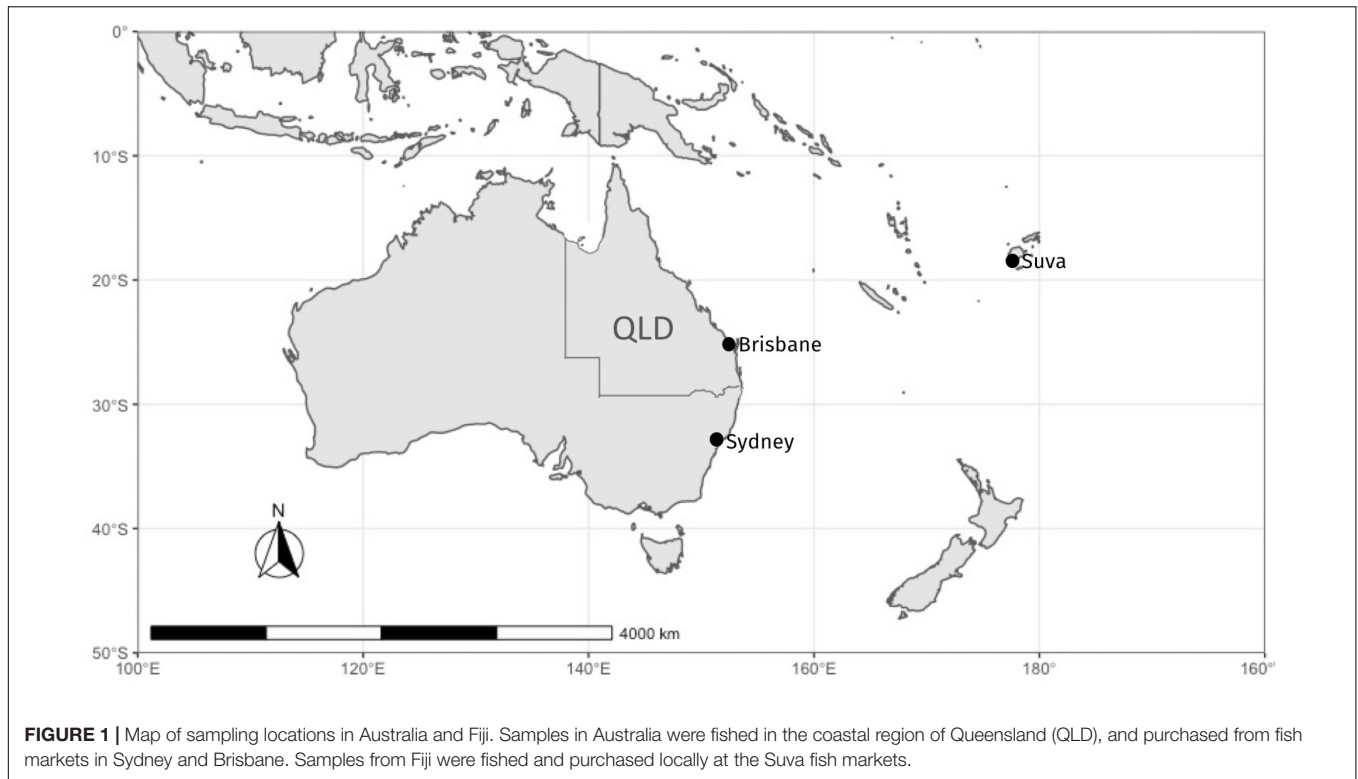 0°
10°S
20°S
30°S
40°S
50°S
QLD
Suva
Brisbane
Sydney
N
4000 km
100°E
120°E
140°E
160°E
180°
160°
FIGURE 1 | Map of sampling locations in Australia and Fiji. Samples in Australia were fished in the coastal region of Queensland (QLD), and purchased from fish
markets in Sydney and Brisbane. Samples from Fiji were fished and purchased locally at the Suva fish markets.